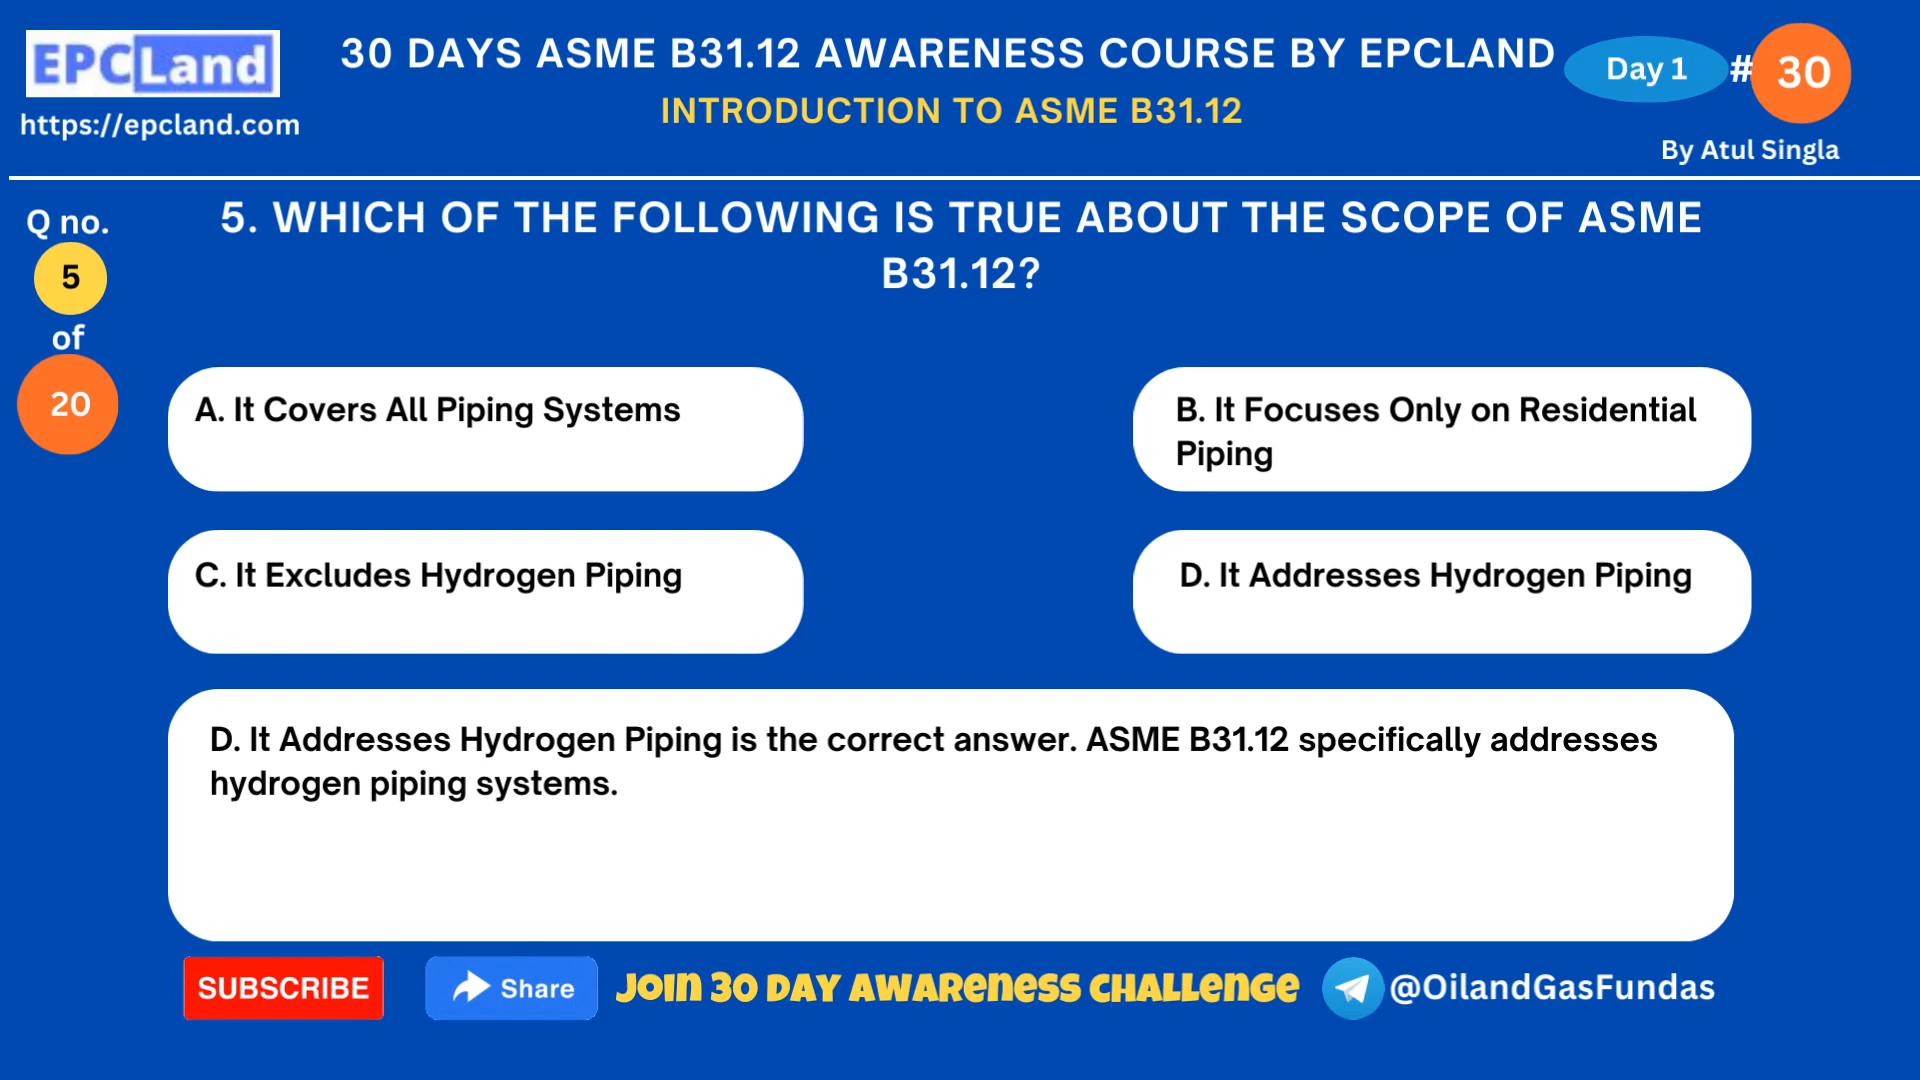 EPCLand
https://epcland.com
30 DAYS ASME B31.12 AWARENESS COURSE BY EPCLAND
INTRODUCTION TO ASME B31.12
Day 1 # 30
By Atul Singla
Q no.
5
of
20
5. WHICH OF THE FOLLOWING IS TRUE ABOUT THE SCOPE OF ASME
B31.12?
A. It Covers All Piping Systems
B. It Focuses Only on Residential
Piping
C. It Excludes Hydrogen Piping
D. It Addresses Hydrogen Piping
D. It Addresses Hydrogen Piping is the correct answer. ASME B31.12 specifically addresses
hydrogen piping systems.
SUBSCRIBE
Share
Join 30 Day Awareness Challenge
@OilandGasFundas